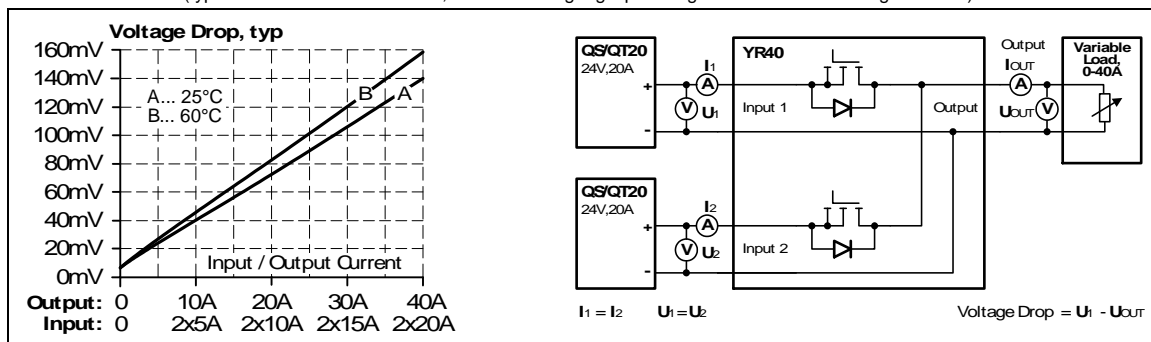 Voltage Drop, typ
160mV
140mV
120mV
100mV
80mV
60mV
40mV
20mV
0mV
A... 25°C
B... 60°C
B
A
Input / Output Current
Output: 0 10A 20A 30A 40A
Input: 0 2x5A 2x10A 2x15A 2x20A
QS/QT20
24V,20A
+
-
I1
A
V
U1
YR40
Input 1
Output
Output
IOUT
A
UOUT
V
Variable
Load,
0-40A
QS/QT20
24V,20A
+
-
I2
A
V
U2
Input 2
I1 = I2 U1=U2
Voltage Drop = U1 - UOUT